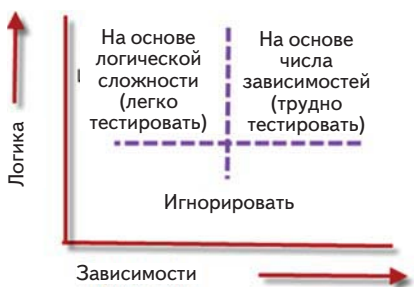 Логика
На основе
логической
сложности
(легко
тестировать)
На основе
числа
зависимостей
(трудно
тестировать)
Игнорировать
Зависимости